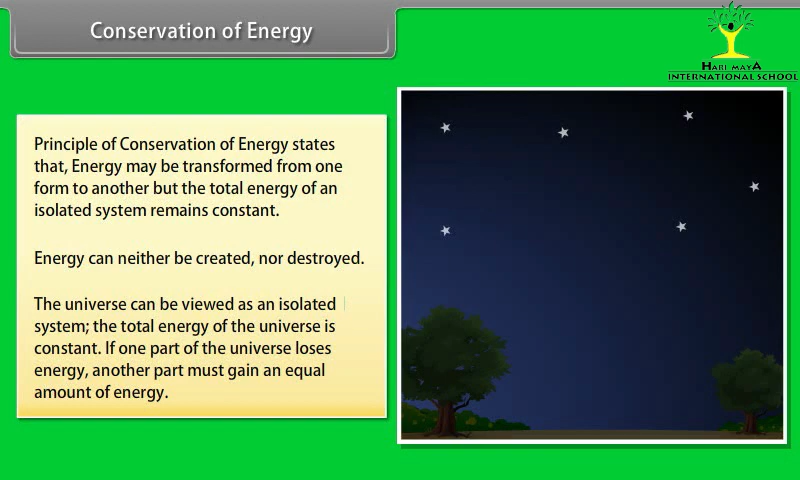 Conservation of Energy
HARI MAYA
INTERNATIONAL SCHOOL
Principle of Conservation of Energy states
that, Energy may be transformed from one
form to another but the total energy of an
isolated system remains constant.
Energy can neither be created, nor destroyed.
The universe can be viewed as an isolated
system; the total energy of the universe is
constant. If one part of the universe loses
energy, another part must gain an equal
amount of energy.